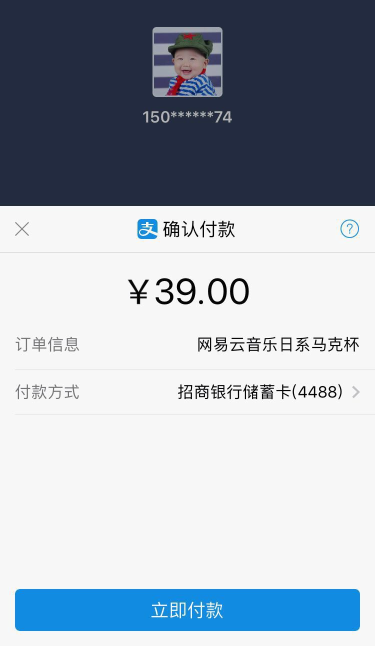 150******74
支 确认付款
?
￥39.00
订单信息 网易云音乐日系马克杯
付款方式 招商银行储蓄卡(4488)
立即付款